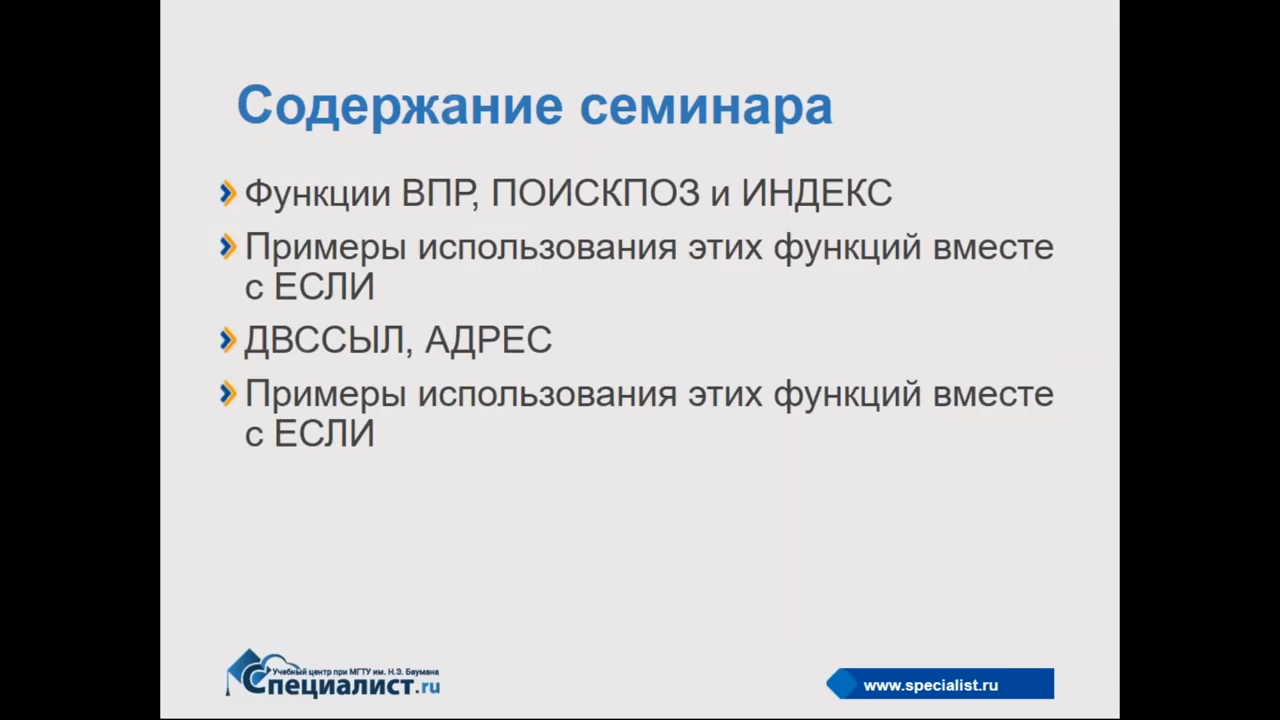 Содержание семинара
Функции ВПР, ПОИСКПОЗ и ИНДЕКС
Примеры использования этих функций вместе
с ЕСЛИ
ДВССЫЛ, АДРЕС
Примеры использования этих функций вместе
с ЕСЛИ
Учебный центр при МГТУ им. Н.Э. Баумана
Специалист.ru
www.specialist.ru